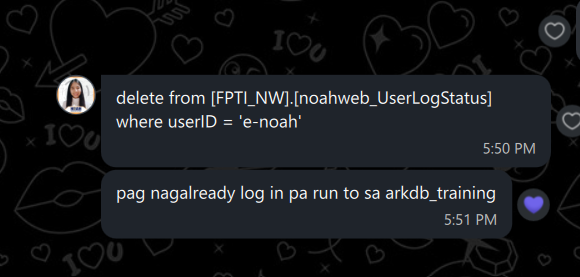 delete from [FPTI_NW].[noahweb_UserLogStatus]
where userID = 'e-noah'
5:50 PM
pag nagalready log in pa run to sa arkdb_training
5:51 PM